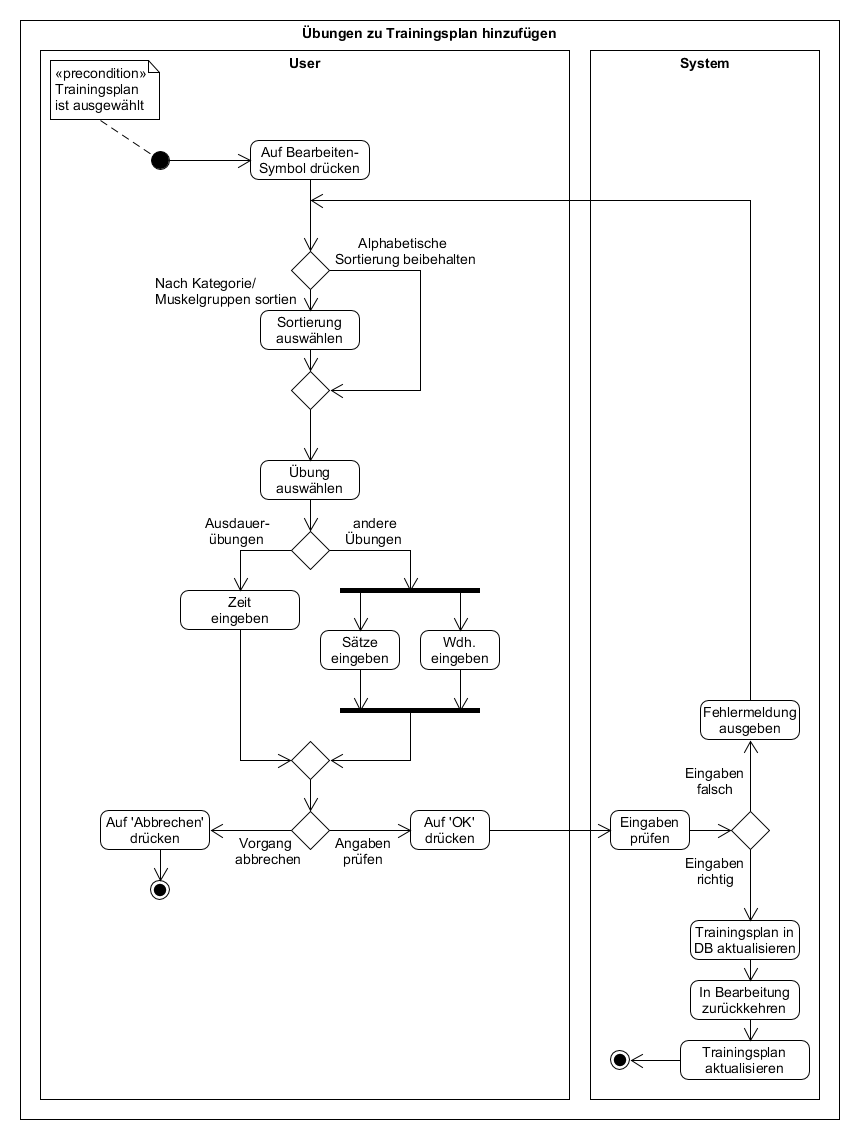 Übungen zu Trainingsplan hinzufügen
User
System
«precondition»
Trainingsplan
ist ausgewählt
Auf Bearbeiten-
Symbol drücken
Alphabetische
Sortierung beibehalten
Nach Kategorie/
Muskelgruppen sortien
Sortierung
auswählen
Übung
auswählen
Ausdauer-
übungen
andere
Übungen
Zeit
eingeben
Sätze
eingeben
Wdh.
eingeben
Fehlermeldung
ausgeben
Eingaben
falsch
Auf 'Abbrechen'
drücken
Vorgang
abbrechen
Angaben
prüfen
Auf 'OK'
drücken
Eingaben
prüfen
Eingaben
richtig
Trainingsplan in
DB aktualisieren
In Bearbeitung
zurückkehren
Trainingsplan
aktualisieren